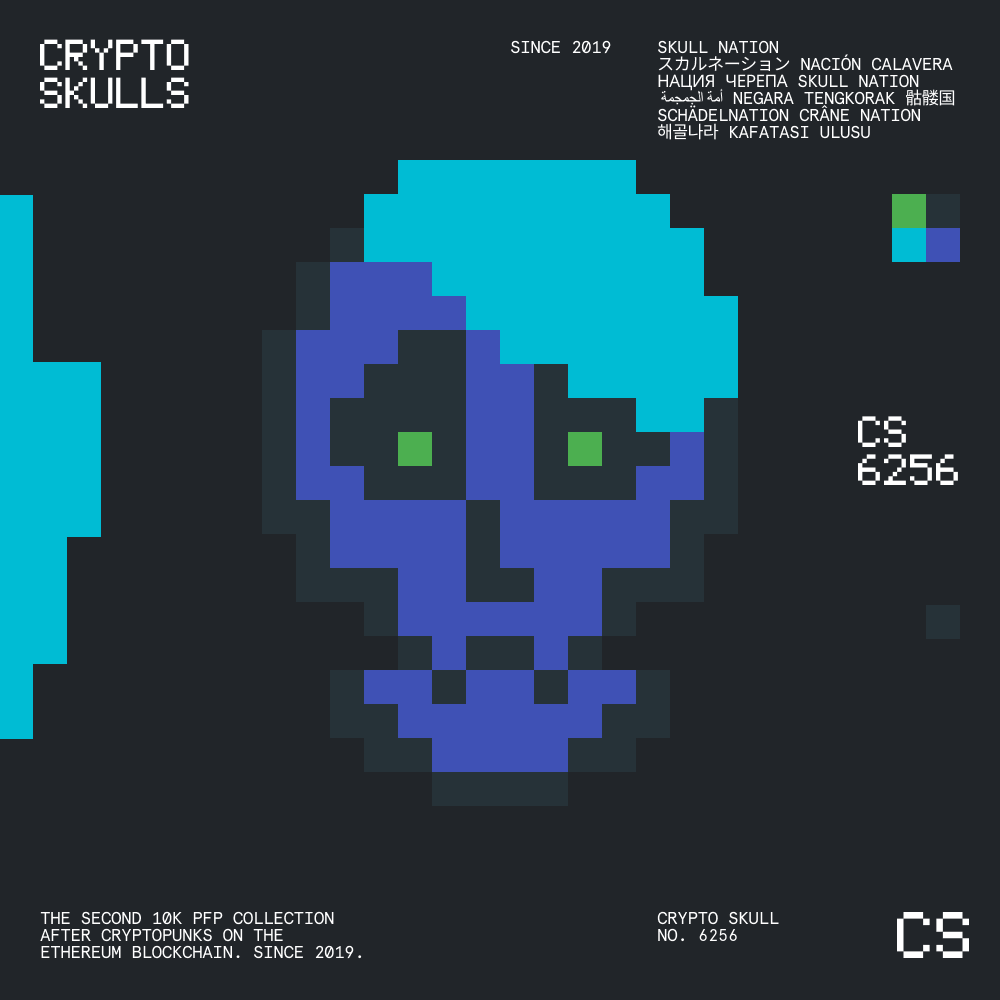 CRYPTO
SKULLS
SINCE 2019
SKULL NATION
スカルネーション NACIÓN CALAVERA
НАЦИЯ ЧЕРЕПА SKULL NATION
أمة الجمجمة NEGARA TENGKORAK 骷髅国
SCHÄDELNATION CRÂNE NATION
해골나라 KAFATASI ULUSU
CS
6256
THE SECOND 10K PFP COLLECTION
AFTER CRYPTOPUNKS ON THE
ETHEREUM BLOCKCHAIN. SINCE 2019.
CRYPTO SKULL
NO. 6256
CS